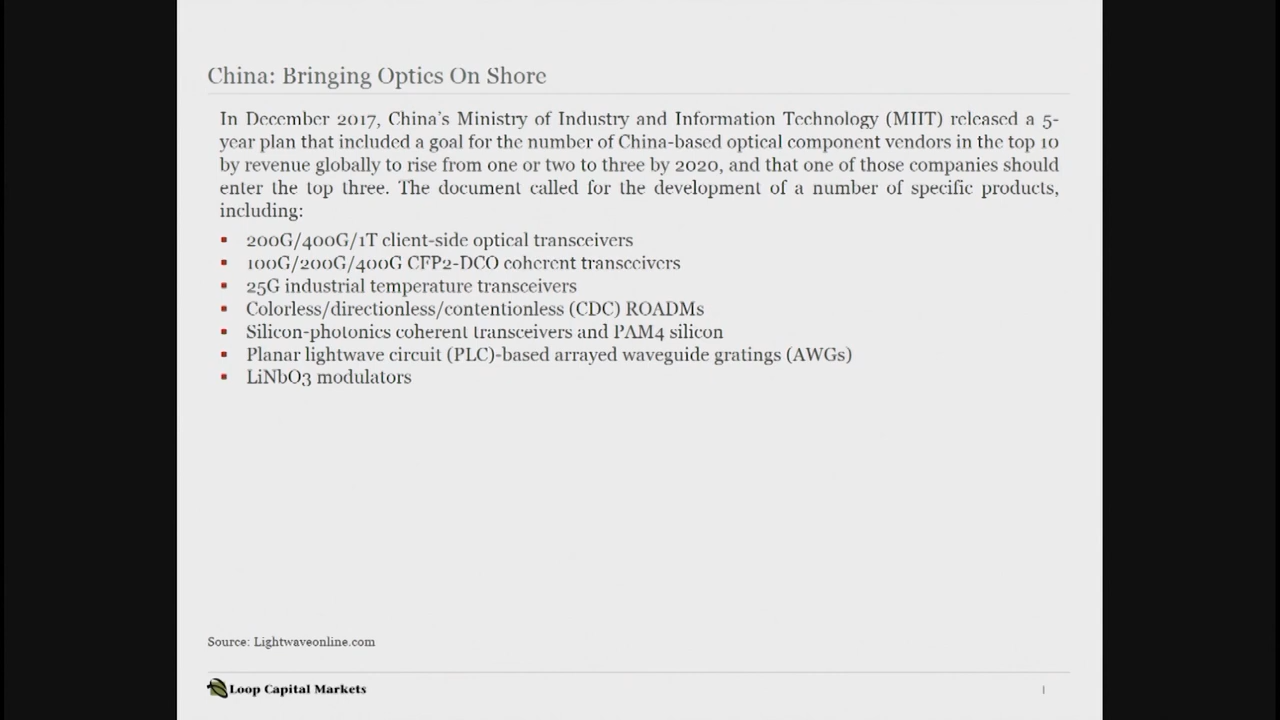 China: Bringing Optics On Shore
In December 2017, China's Ministry of Industry and Information Technology (MIIT) released a 5-
year plan that included a goal for the number of China-based optical component vendors in the top 10
by revenue globally to rise from one or two to three by 2020, and that one of those companies should
enter the top three. The document called for the development of a number of specific products,
including:
▪ 200G/400G/1T client-side optical transceivers
▪ 100G/200G/400G CFP2-DCO coherent transceivers
▪ 25G industrial temperature transceivers
▪ Colorless/directionless/contentionless (CDC) ROADMs
▪ Silicon-photonics coherent transceivers and PAM4 silicon
▪ Planar lightwave circuit (PLC)-based arrayed waveguide gratings (AWGs)
▪ LiNbO3 modulators
Source: Lightwaveonline.com
Loop Capital Markets
1